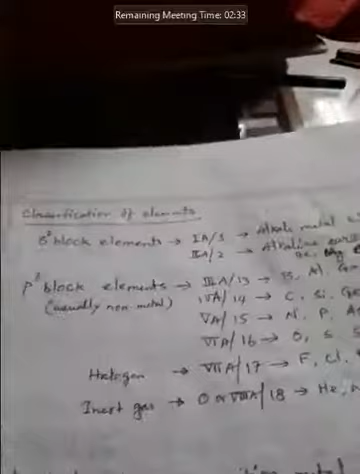 Remaining Meeting Time: 02:33
Classification of elements
block elements → IA/1 → Alkali metal
IIA/2 → Alkaline
P block elements → IIIA/13 → B, Al, Ga
(usually non-metal) IVA/14 → C, Si, Ge
VA/15 → N, P, As
VIA/16 → O, S,
Halogen → VIIA/17 → F, Cl,
Inert gas → O or VIIIA/18 → He,